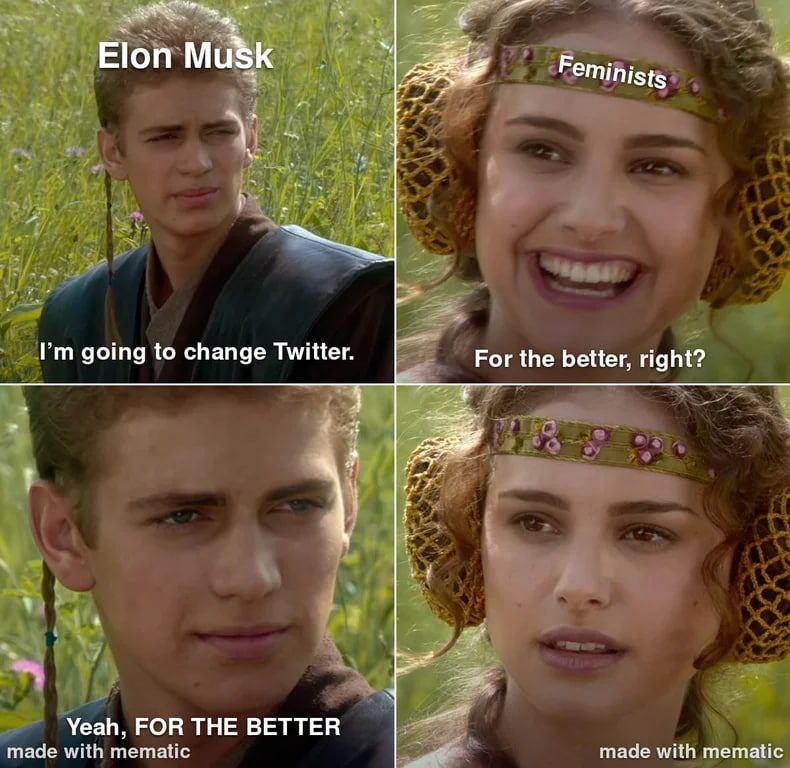 Elon Musk
I'm going to change Twitter.
Feminists
For the better, right?
Yeah, FOR THE BETTER
made with mematic
made with mematic